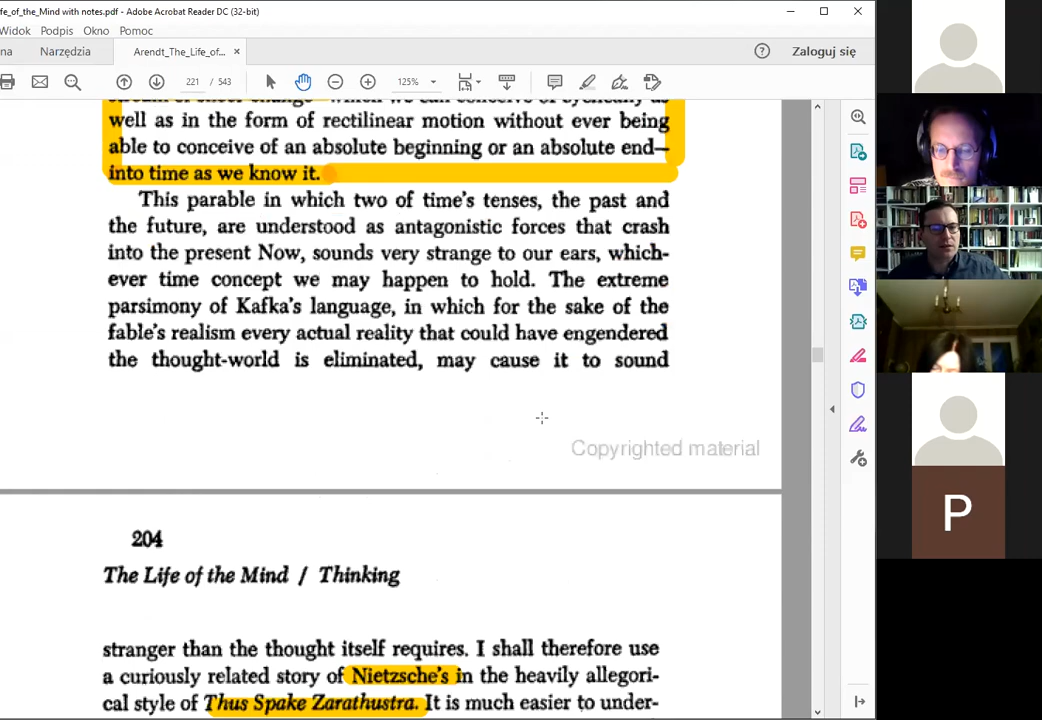 fe_of_the_Mind with notes.pdf - Adobe Acrobat Reader DC (32-bit)
Widok Podpis Okno Pomoc
na Narzędzia Arendt_The_Life_of_... × Zaloguj się
221 / 543 125%
well as in the form of rectilinear motion without ever being
able to conceive of an absolute beginning or an absolute end—
into time as we know it.
This parable in which two of time's tenses, the past and
the future, are understood as antagonistic forces that crash
into the present Now, sounds very strange to our ears, which-
ever time concept we may happen to hold. The extreme
parsimony of Kafka's language, in which for the sake of the
fable's realism every actual reality that could have engendered
the thought-world is eliminated, may cause it to sound
Copyrighted material
204
The Life of the Mind / Thinking
stranger than the thought itself requires. I shall therefore use
a curiously related story of Nietzsche's in the heavily allegori-
cal style of Thus Spake Zarathustra. It is much easier to under-
P